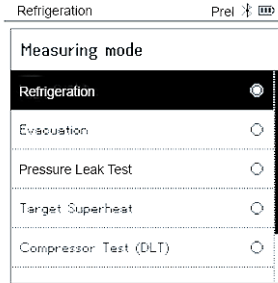 Refrigeration Prel
Measuring mode
Refrigeration
Evacuation
Pressure Leak Test
Target Superheat
Compressor Test (DLT)